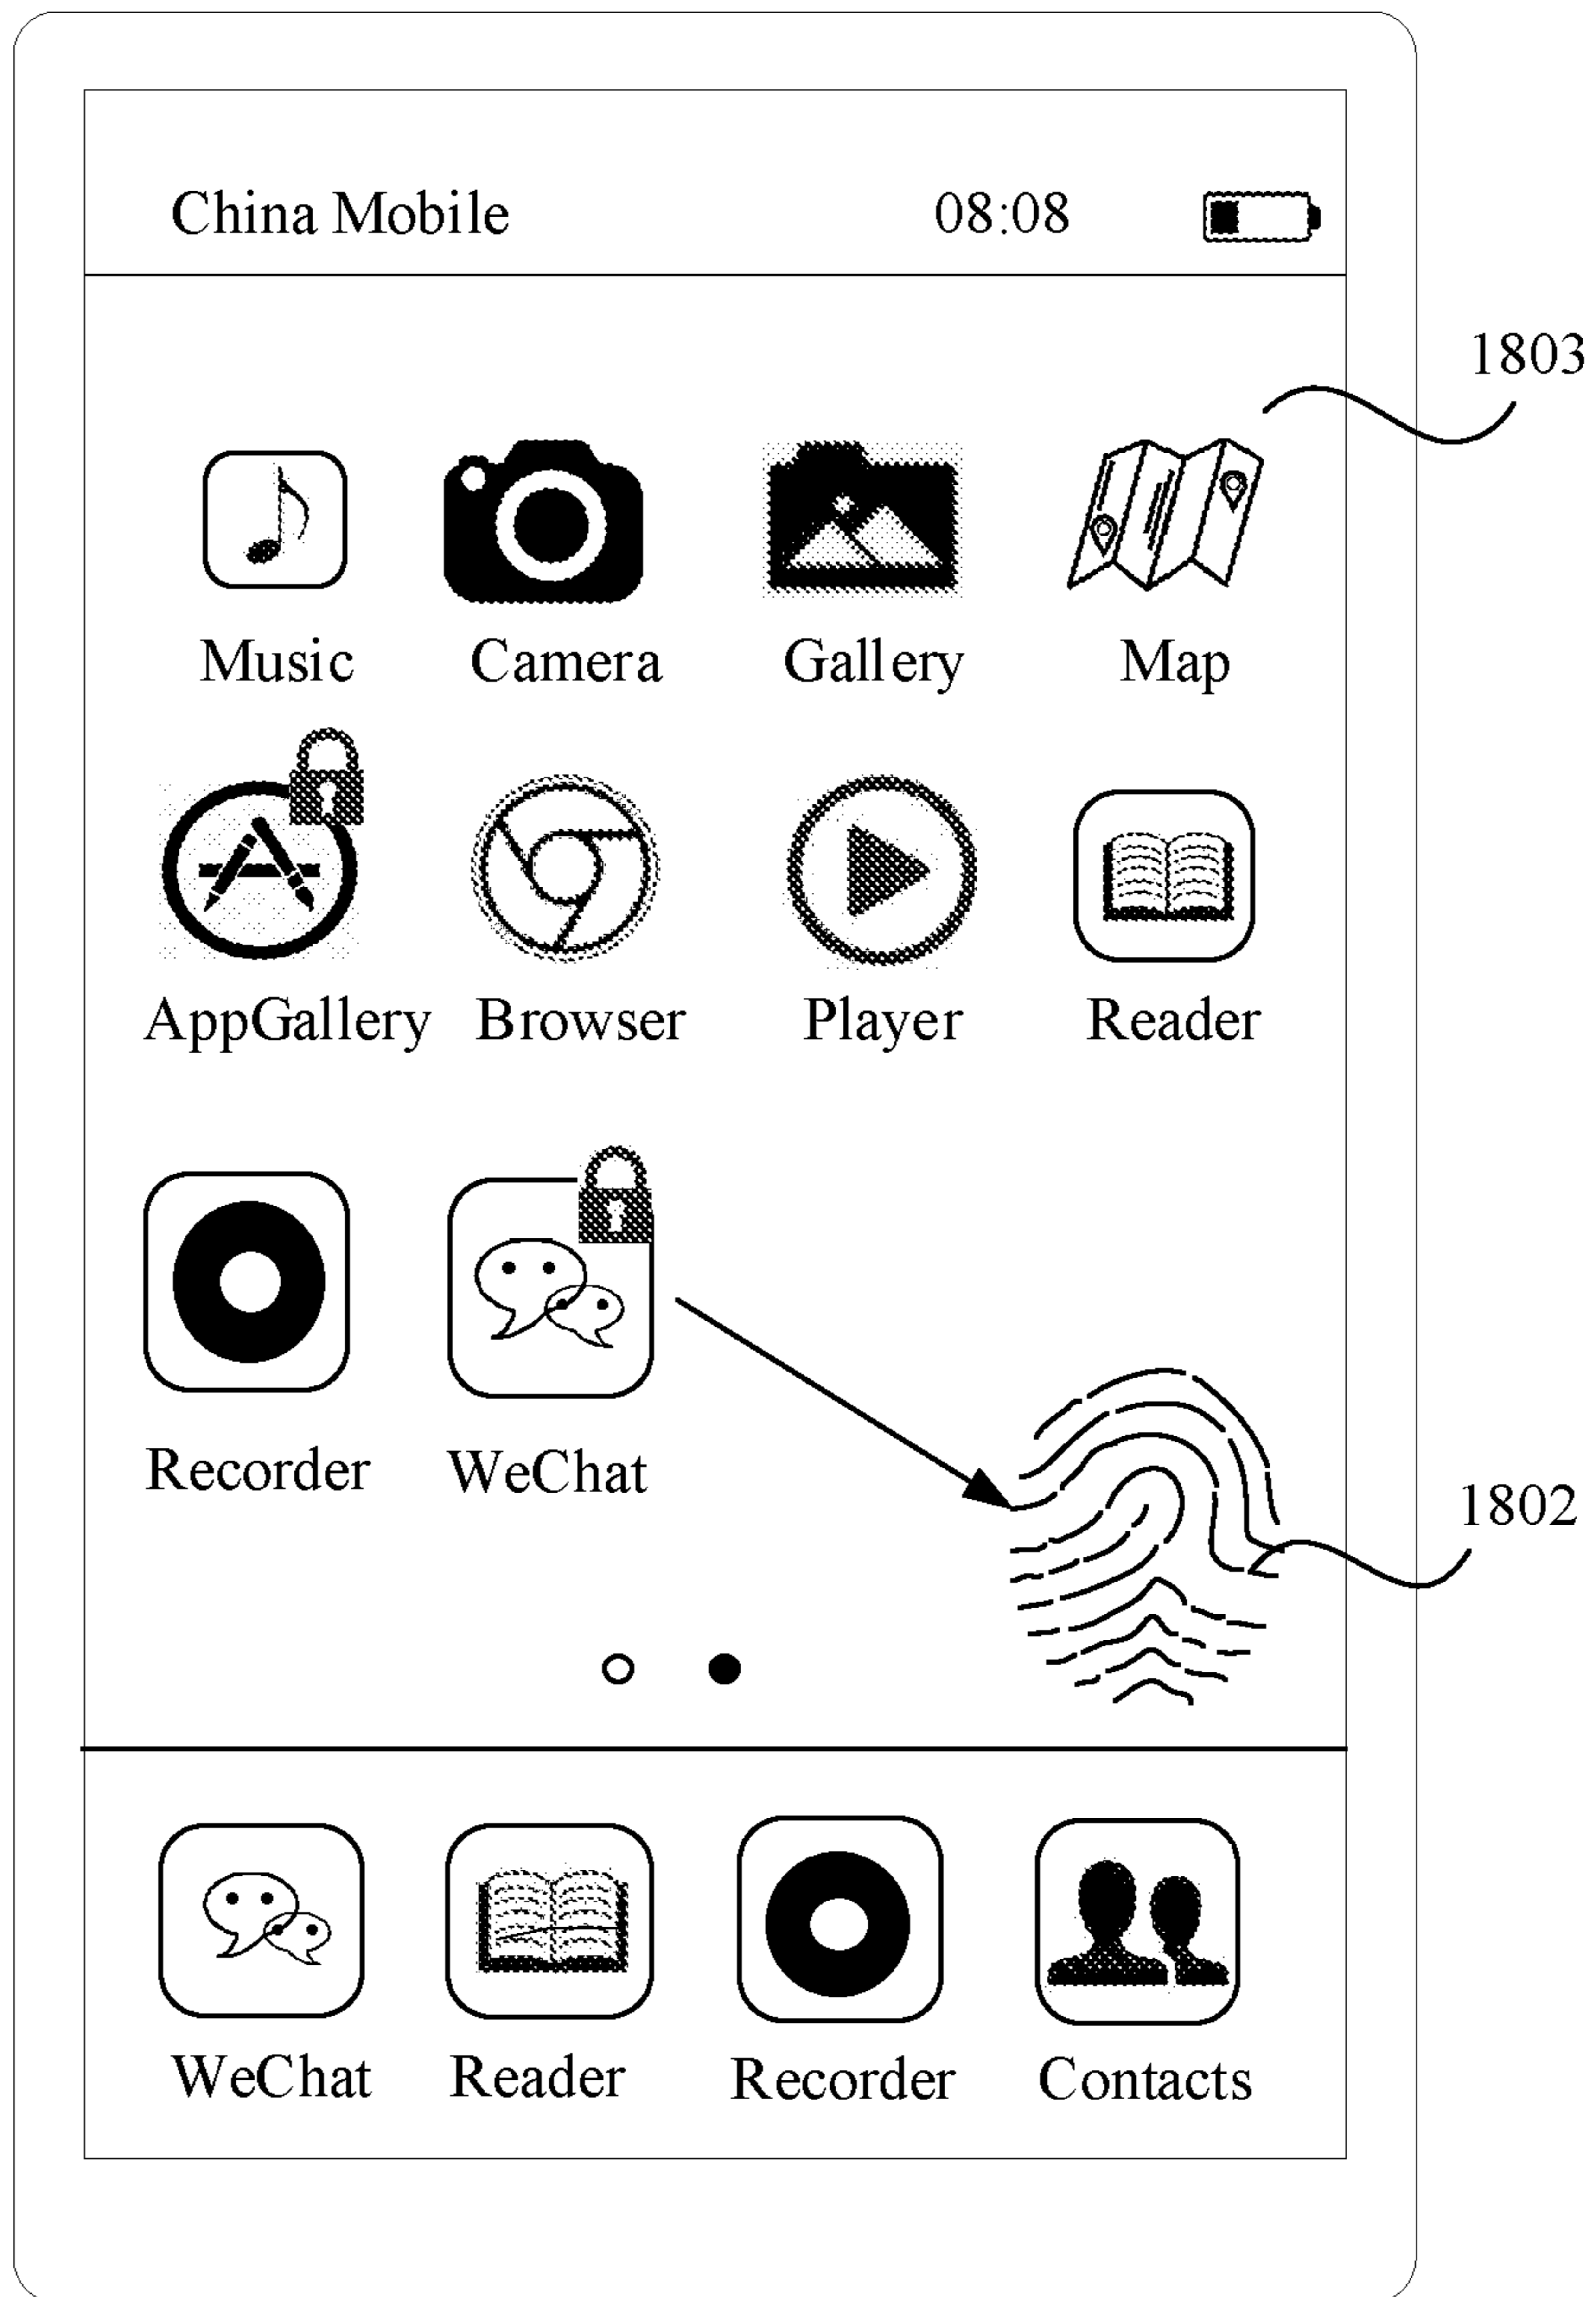 China Mobile 08:08
1803
Music Camera Gallery Map
AppGallery Browser Player Reader
Recorder WeChat
1802
WeChat Reader Recorder Contacts